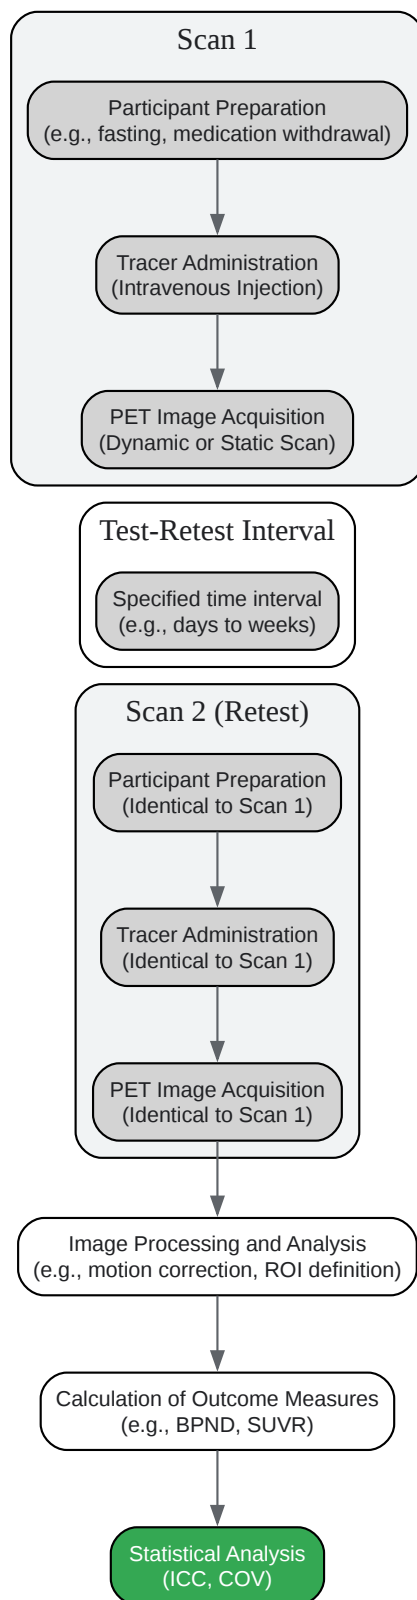 Scan 1
Participant Preparation
(e.g., fasting, medication withdrawal)
Tracer Administration
(Intravenous Injection)
PET Image Acquisition
(Dynamic or Static Scan)
Test-Retest Interval
Specified time interval
(e.g., days to weeks)
Scan 2 (Retest)
Participant Preparation
(Identical to Scan 1)
Tracer Administration
(Identical to Scan 1)
PET Image Acquisition
(Identical to Scan 1)
Image Processing and Analysis
(e.g., motion correction, ROI definition)
Calculation of Outcome Measures
(e.g., BPND, SUVR)
Statistical Analysis
(ICC, COV)